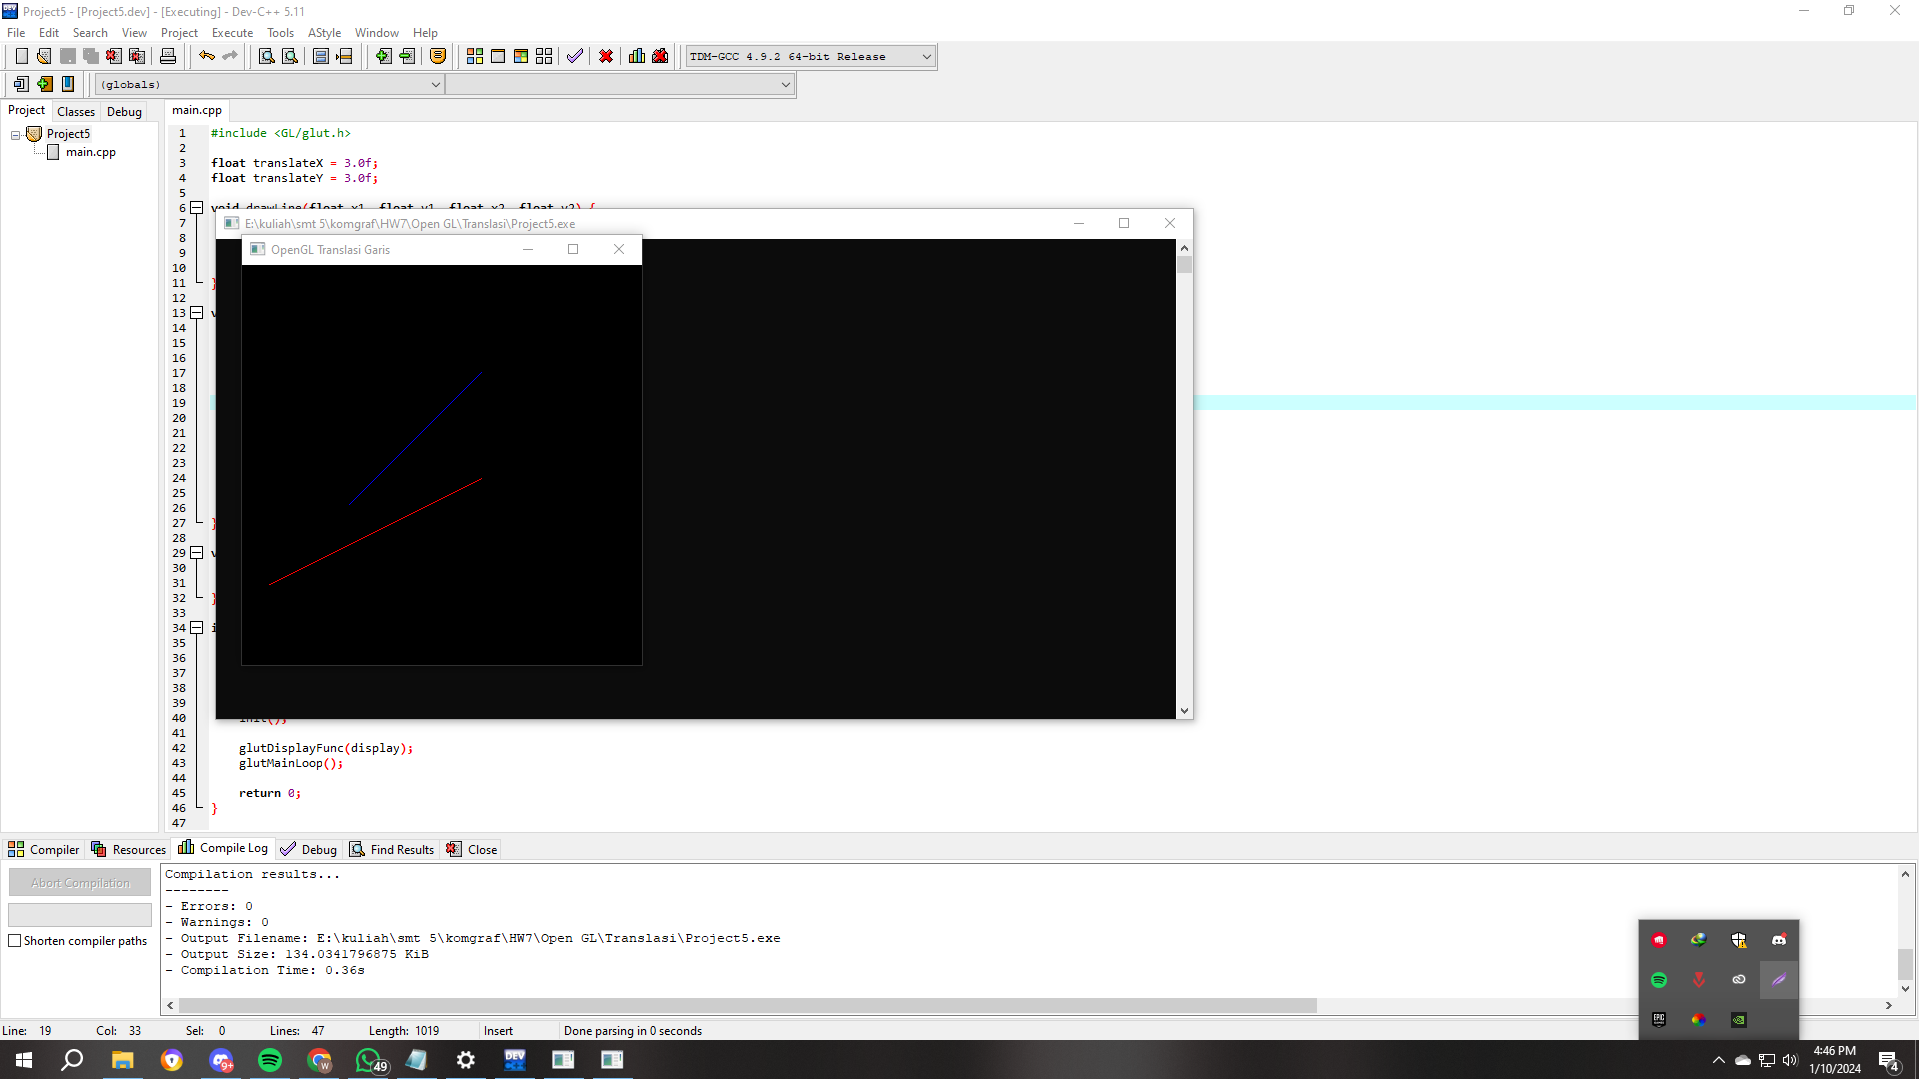 Project5 - [Project5.dev] - [Executing] - Dev-C++ 5.11
File Edit Search View Project Execute Tools AStyle Window Help
TDM-GCC 4.9.2 64-bit Release
(globals)
Project Classes Debug
main.cpp
Project5
main.cpp
1 #include <GL/glut.h>
2
3 float translateX = 3.0f;
4 float translateY = 3.0f;
5
6 void drawLine(float x1, float y1, float x2, float y2) {
7
8
9
10
11 }
12
13 v
14
15
16
17
18
19
20
21
22
23
24
25
26
27 }
28
29 v
30
31
32 }
33
34 i
35
36
37
38
39
40 init();
41
42 glutDisplayFunc(display);
43 glutMainLoop();
44
45 return 0;
46 }
47
E:\kuliah\smt 5\komgraf\HW7\Open GL\Translasi\Project5.exe
OpenGL Translasi Garis
Compiler Resources Compile Log Debug Find Results Close
Abort Compilation
Shorten compiler paths
Compilation results...
--------
- Errors: 0
- Warnings: 0
- Output Filename: E:\kuliah\smt 5\komgraf\HW7\Open GL\Translasi\Project5.exe
- Output Size: 134.0341796875 KiB
- Compilation Time: 0.36s
Line: 19 Col: 33 Sel: 0 Lines: 47 Length: 1019 Insert Done parsing in 0 seconds
EPIC
9+
W
49
DEV
4:46 PM
1/10/2024
4